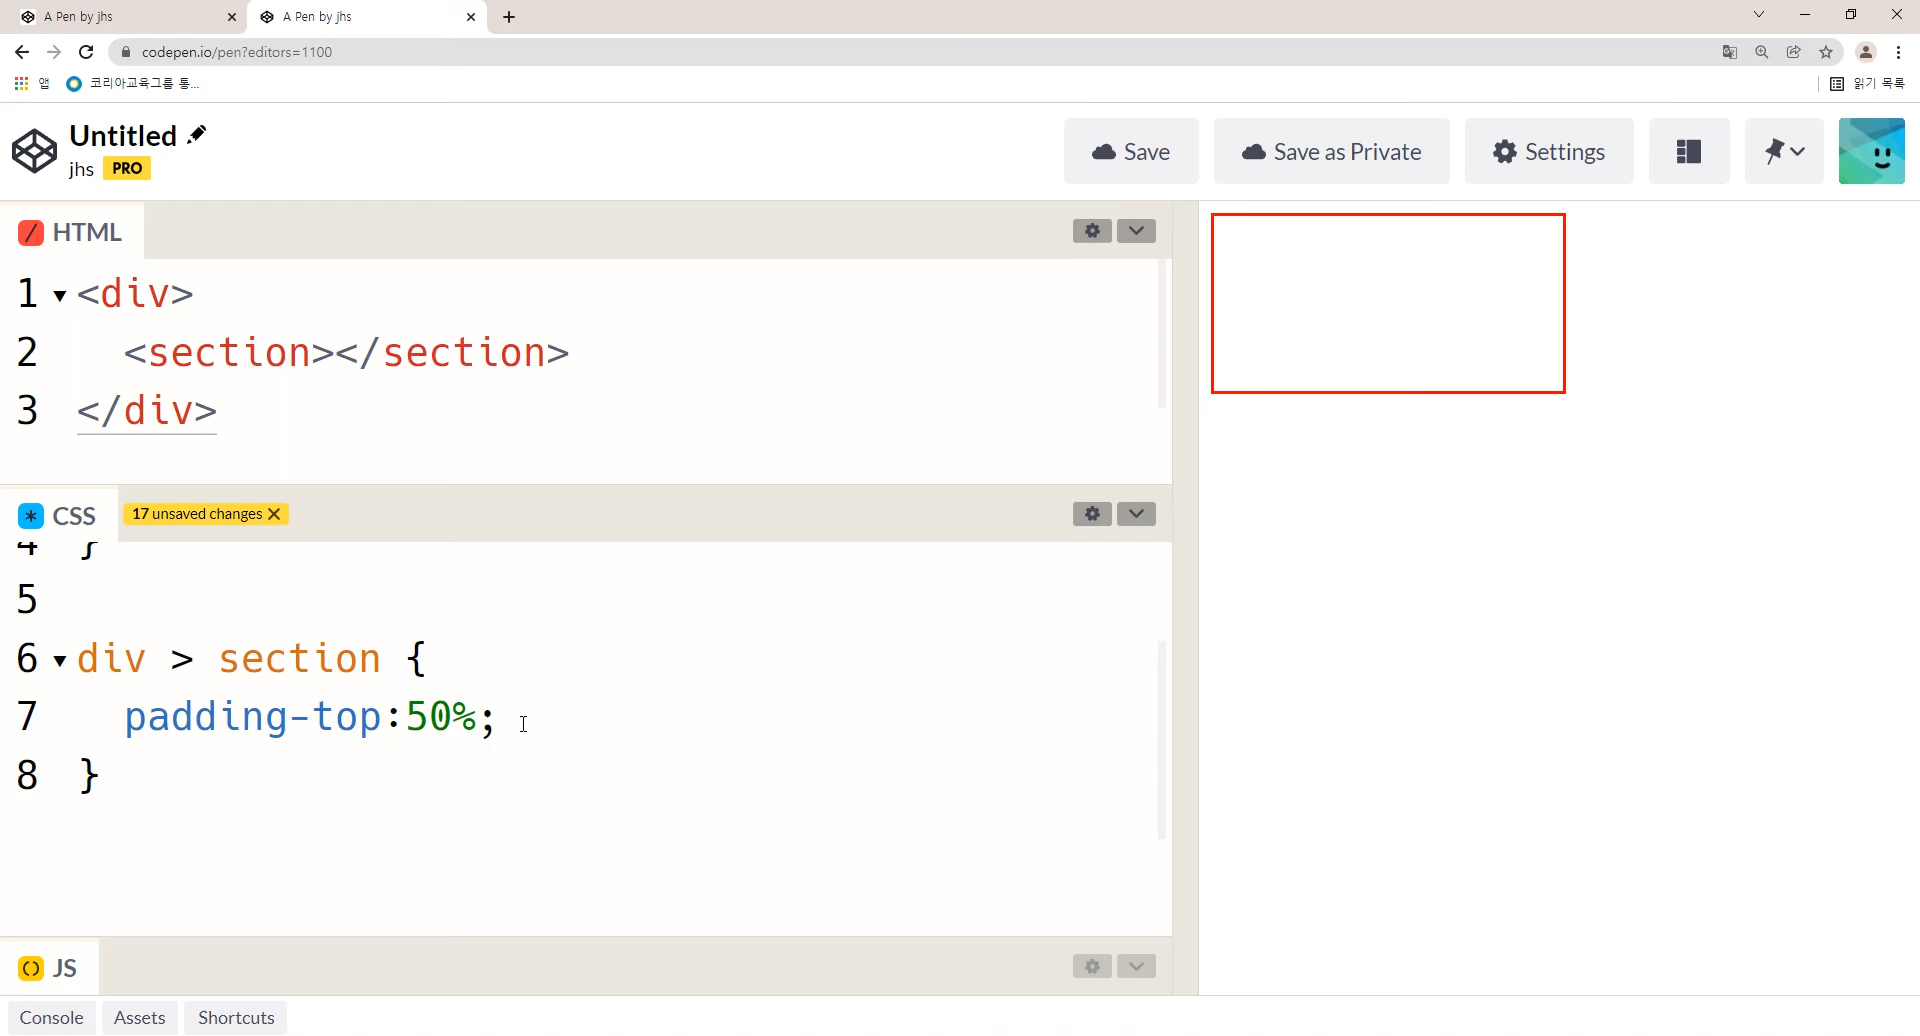 A Pen by jhs
A Pen by jhs
codepen.io/pen?editors=1100
앱
코리아교육그룹 통...
읽기 목록
Untitled
jhs PRO
Save
Save as Private
Settings
HTML
1 <div>
2 <section></section>
3 </div>
CSS
17 unsaved changes
4 }
5
6 div > section {
7 padding-top:50%;
8 }
JS
Console
Assets
Shortcuts